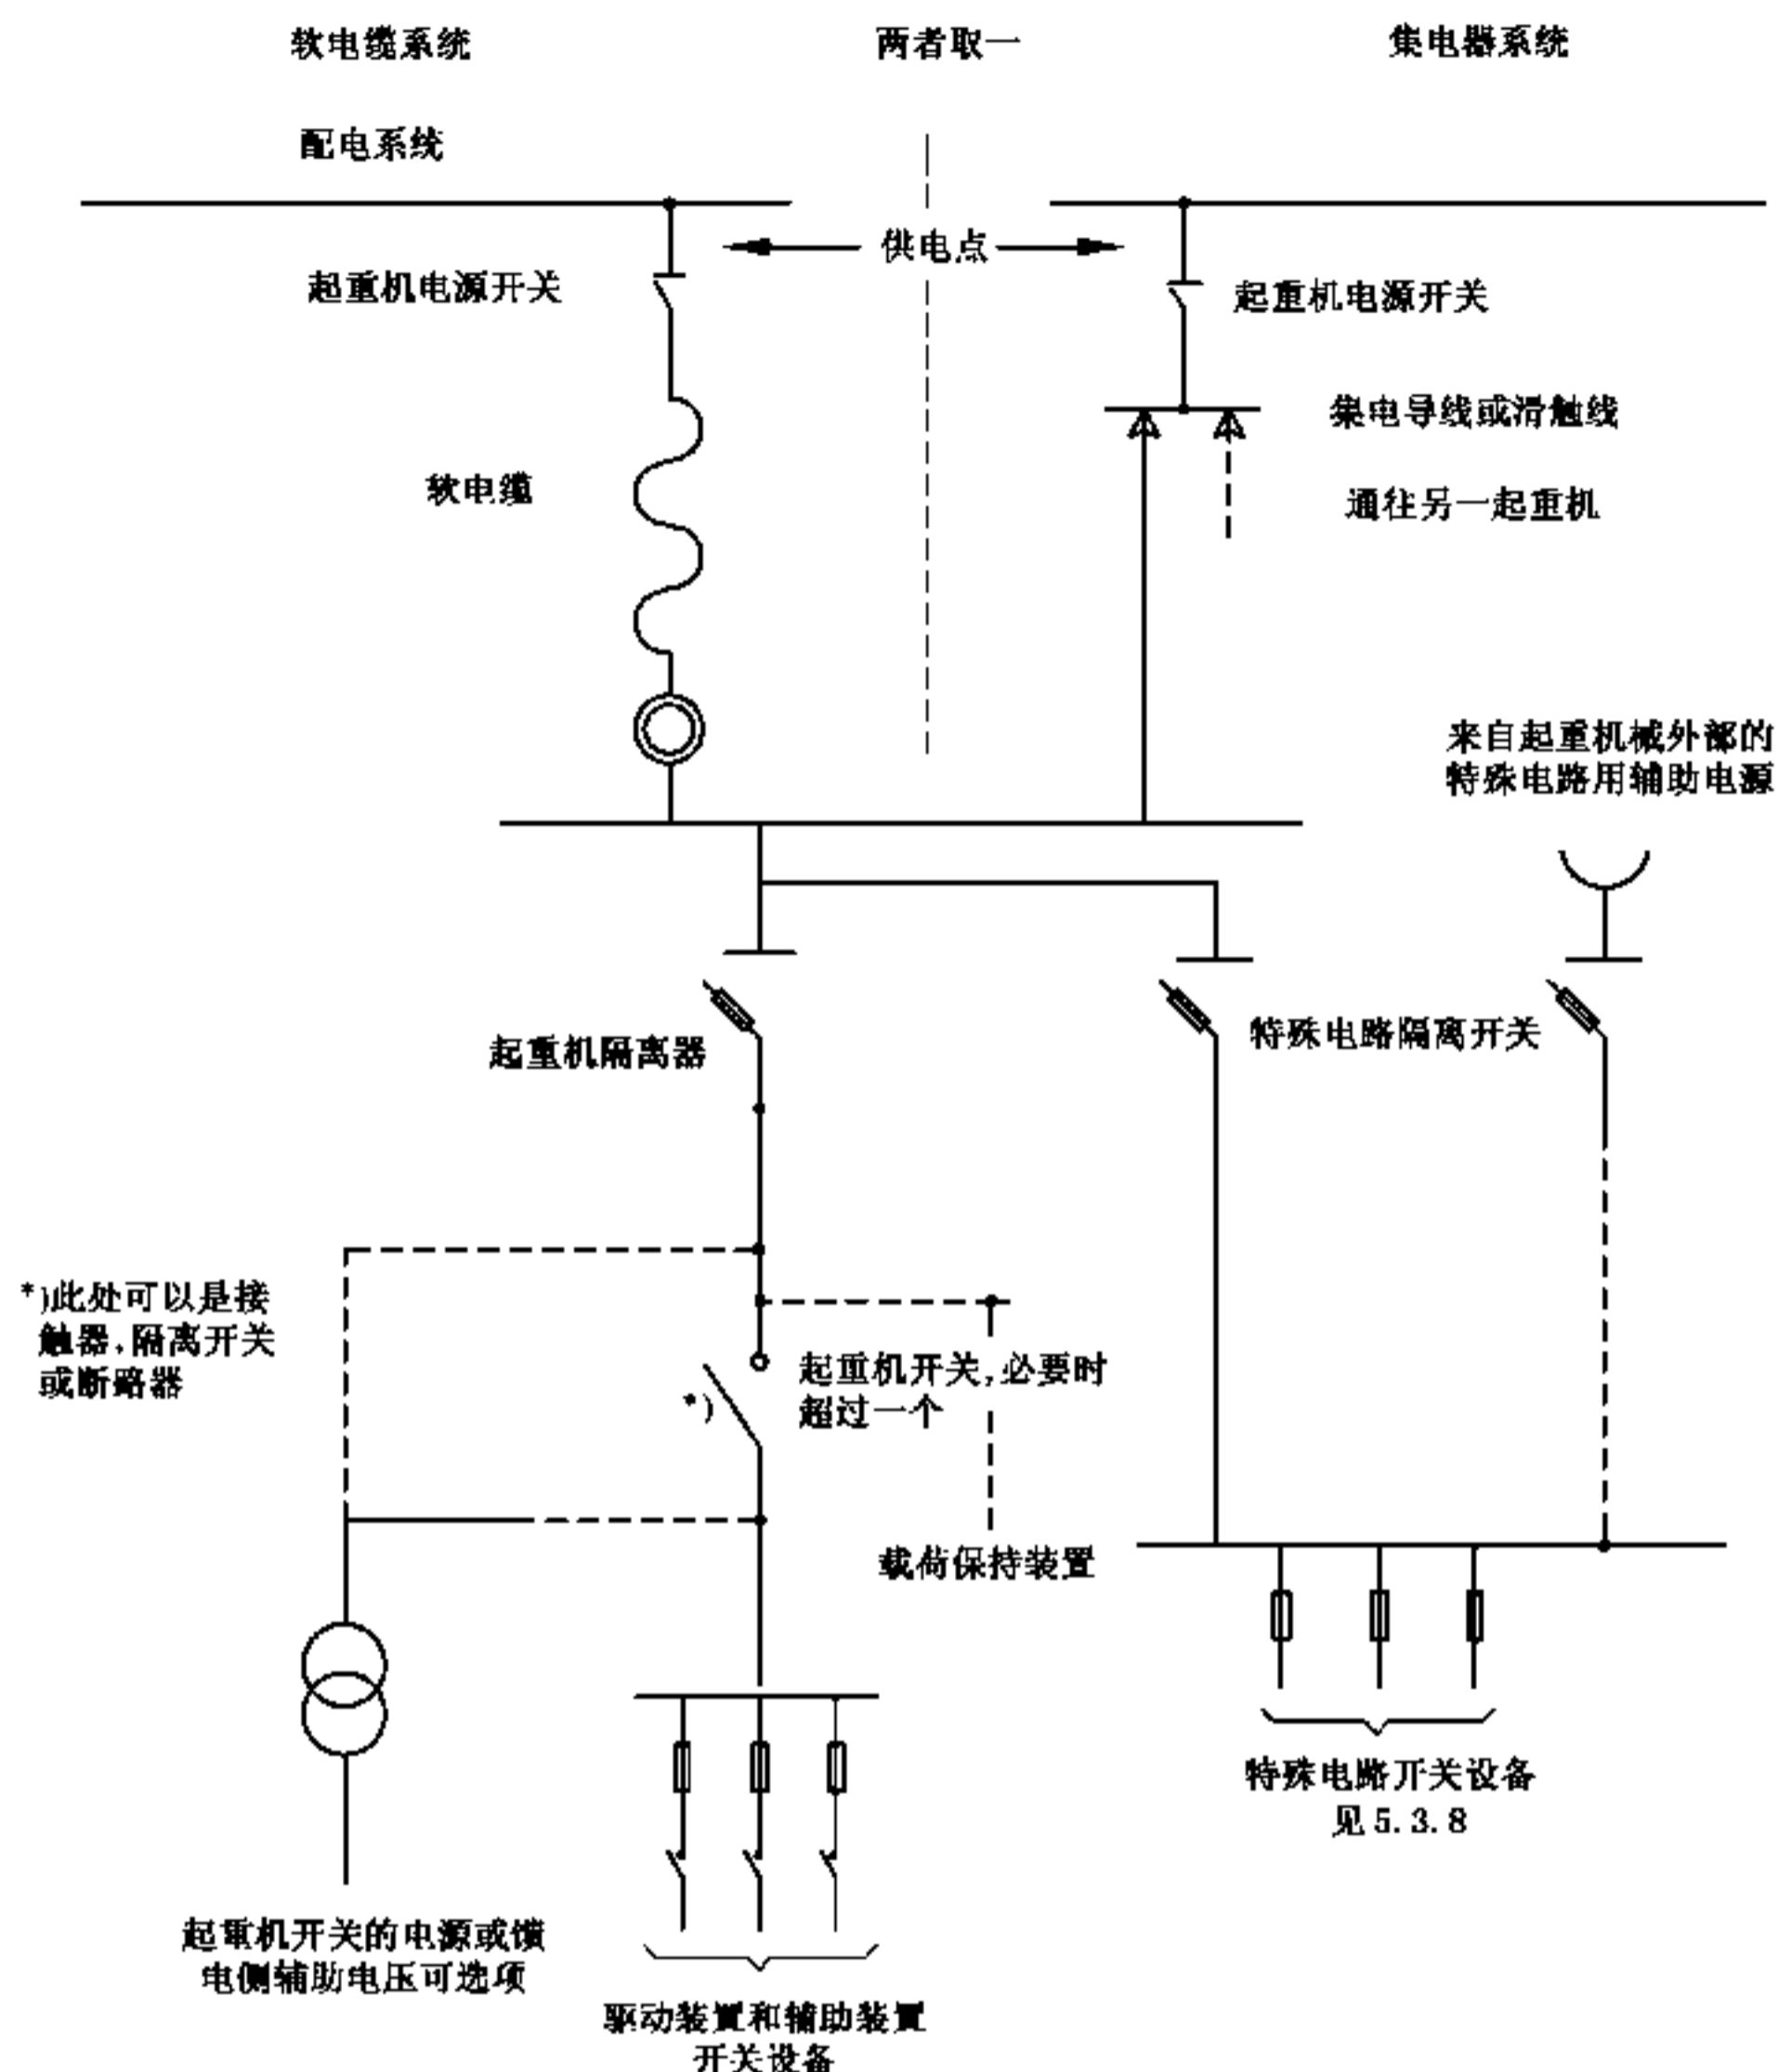 软电缆系统
两者取一
集电器系统
配电系统
供电点
起重机电源开关
起重机电源开关
集电导线或滑触线
软电缆
通往另一起重机
来自起重机械外部的
特殊电路用辅助电源
起重机隔离器
特殊电路隔离开关
*)此处可以是接
触器,隔离开关
或断路器
*)
起重机开关,必要时
超过一个
载荷保持装置
特殊电路开关设备
见 5.3.8
起重机开关的电源或馈
电侧辅助电压可选项
驱动装置和辅助装置
开关设备